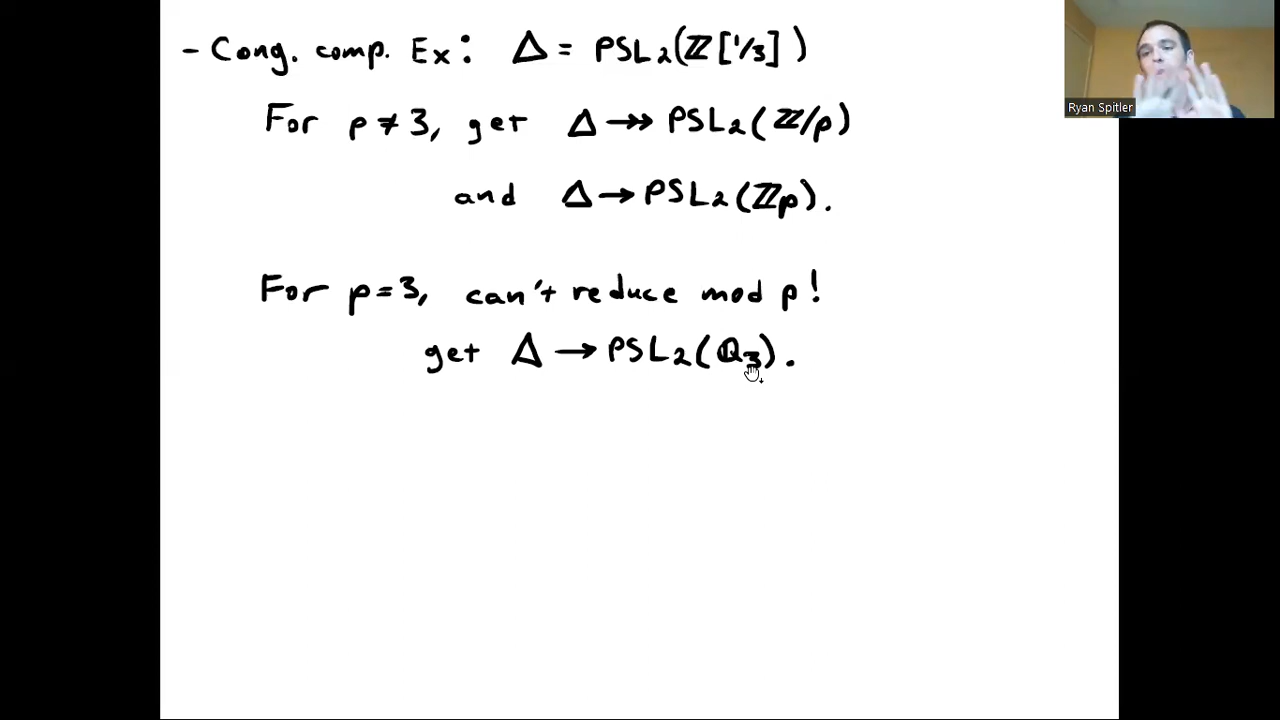 - Cong. comp. Ex: Δ = PSL₂(ℤ[1/3])
For p ≠ 3, get Δ ↠ PSL₂(ℤ/p)
and Δ → PSL₂(ℤp).
For p = 3, can't reduce mod p!
get Δ → PSL₂(ℚ₃).
Ryan Spitler